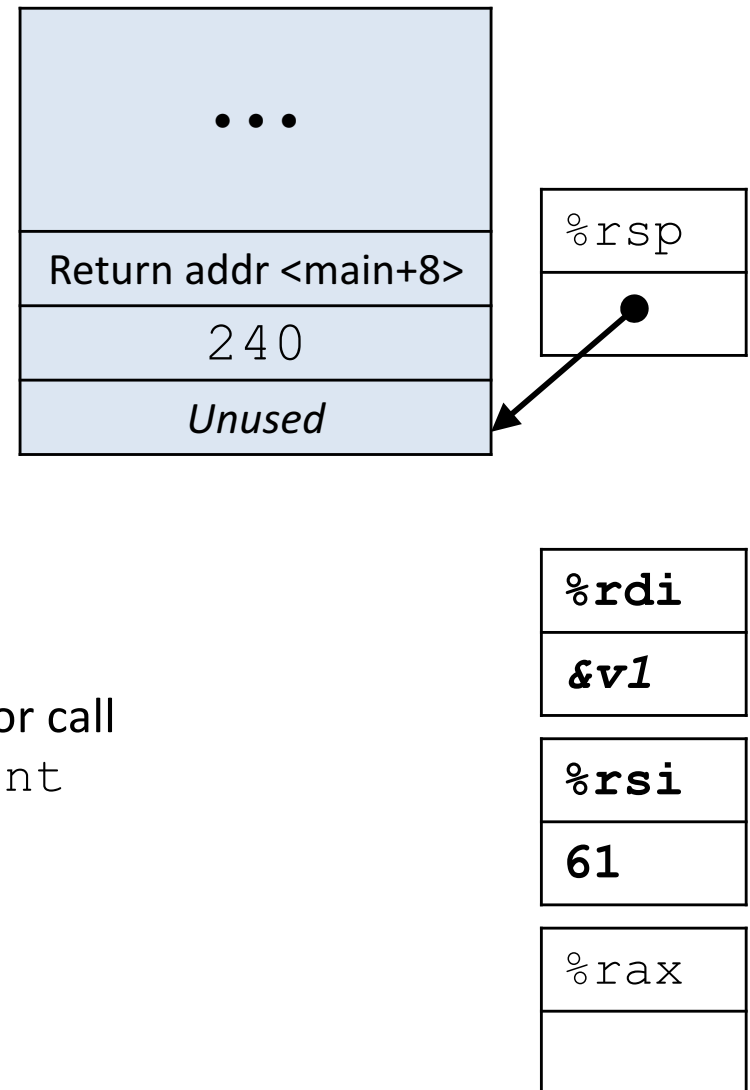 •••
Return addr <main+8>
240
Unused
%rsp
%rdi
&v1
or call
nt
%rsi
61
%rax